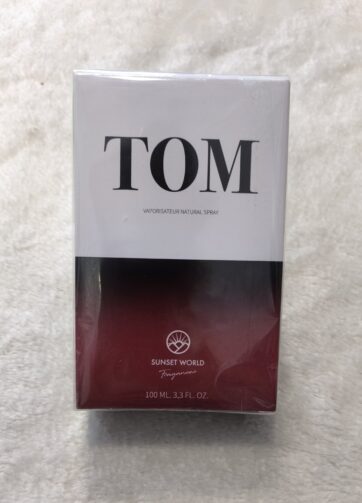 TOM
VAPORISATEUR NATURAL SPRAY
SUNSET WORLD
Fragrances
100 ML. 3,3 FL. OZ.